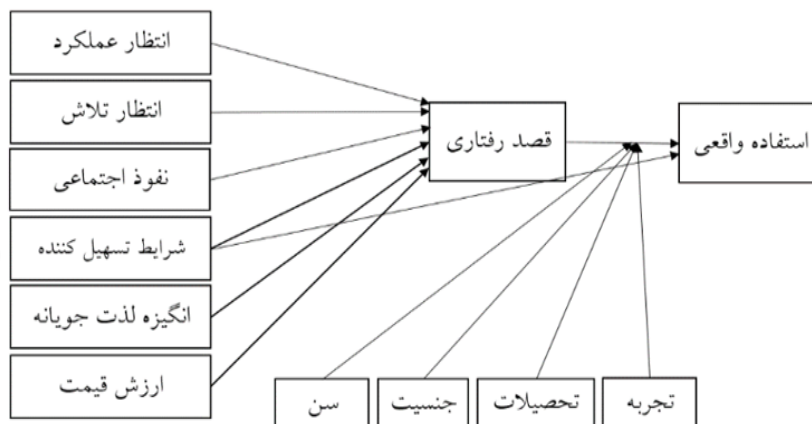 انتظار عملکرد
انتظار تلاش
نفوذ اجتماعی
شرایط تسهیل کننده
انگیزه لذت جویانه
ارزش قیمت
قصد رفتاری
استفاده واقعی
سن
جنسیت
تحصیلات
تجربه